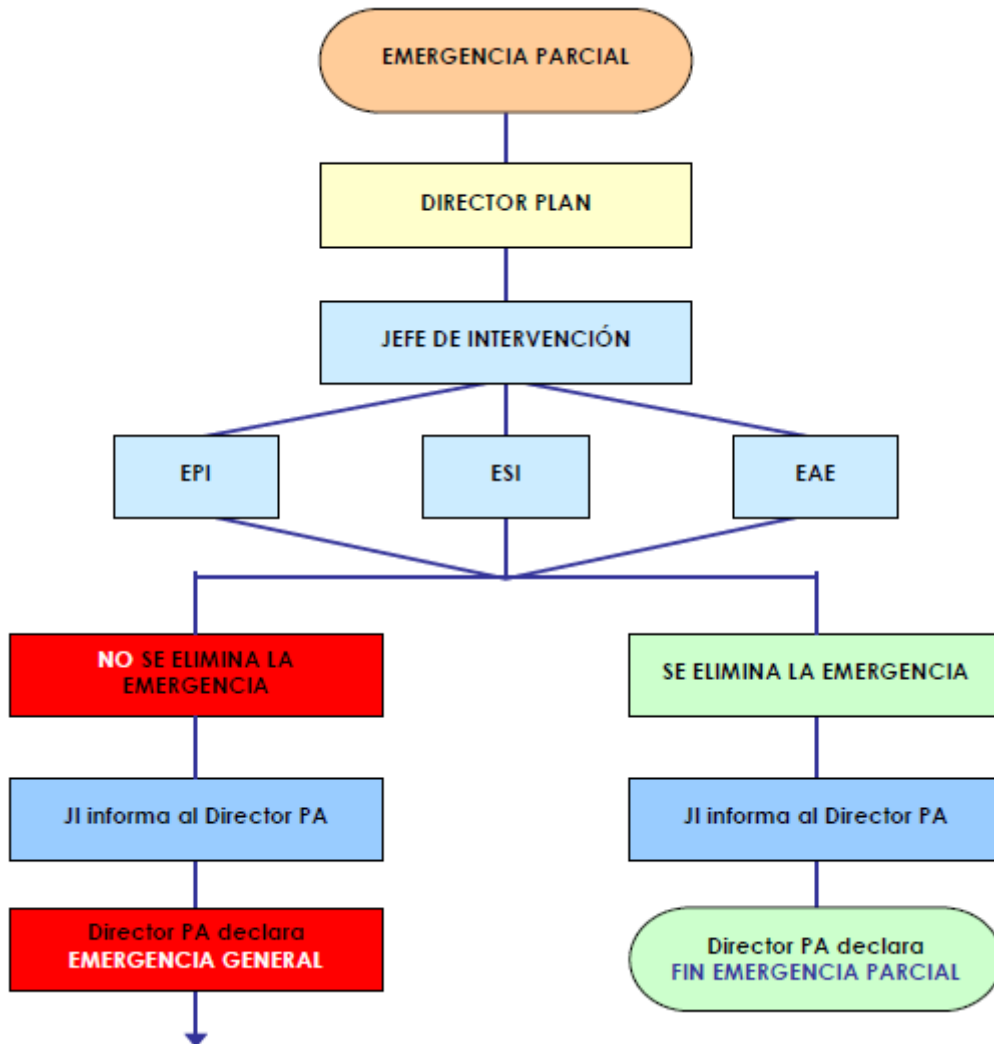 EMERGENCIA PARCIAL
DIRECTOR PLAN
JEFE DE INTERVENCIÓN
EPI
ESI
EAE
NO SE ELIMINA LA
EMERGENCIA
SE ELIMINA LA EMERGENCIA
JI informa al Director PA
JI informa al Director PA
Director PA declara
EMERGENCIA GENERAL
Director PA declara
FIN EMERGENCIA PARCIAL